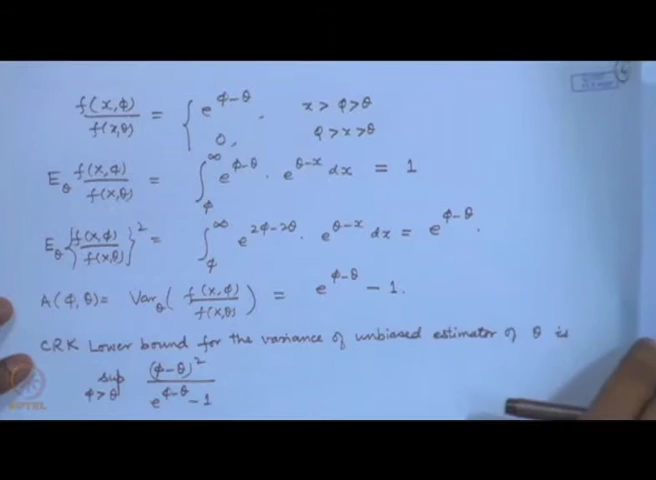 f(x,φ)/f(x,θ) = { e^{φ-θ}, x > φ > θ
0, φ > x > θ
E_θ f(x,φ)/f(x,θ) = ∫_φ^∞ e^{φ-θ} · e^{θ-x} dx = 1
E_θ {f(x,φ)/f(x,θ)}^2 = ∫_φ^∞ e^{2φ-2θ} · e^{θ-x} dx = e^{φ-θ}.
A(φ,θ) = Var_θ ( f(x,φ)/f(x,θ) ) = e^{φ-θ} - 1.
CRK Lower bound for the variance of unbiased estimator of θ is
sup_{φ>θ} (φ-θ)^2/(e^{φ-θ} - 1)
NPTEL